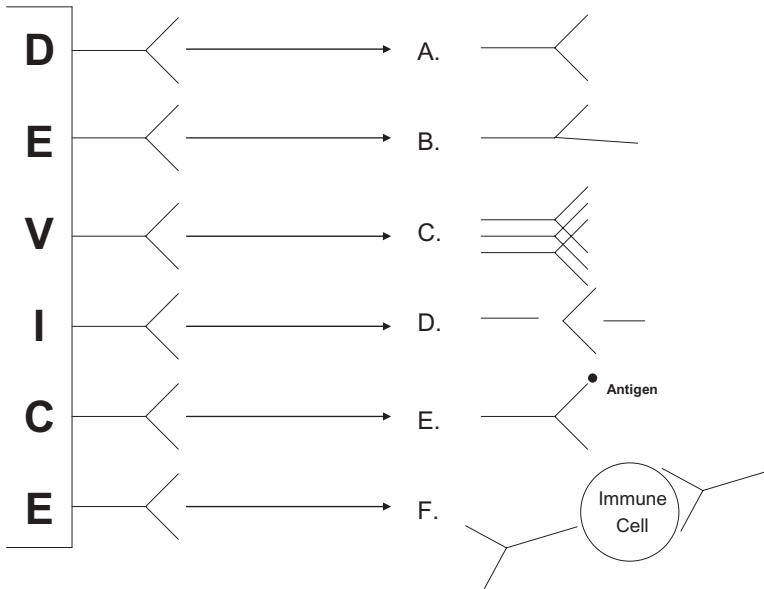 D A.
E B.
V C.
I D.
C E. Antigen
E F. Immune
Cell